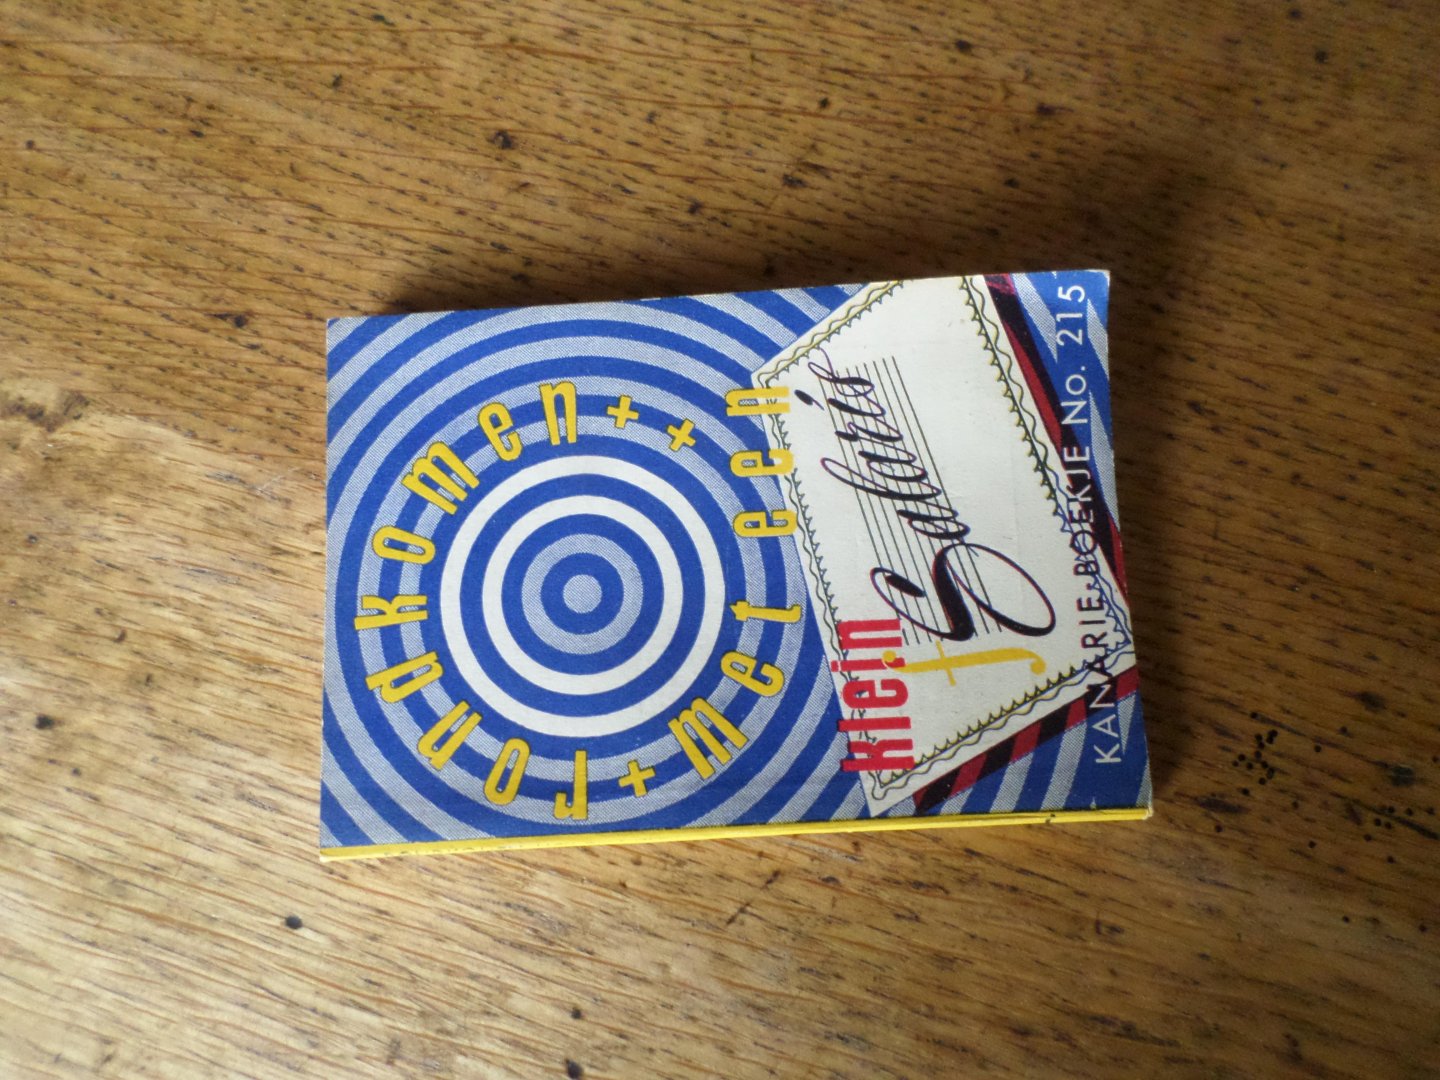 rondkomen
met een
klein
f Salaris
KANARIE-BOEKJE No. 215